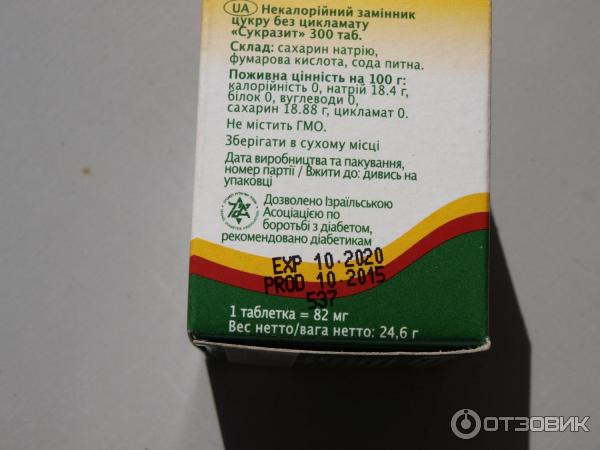 UA Некалорійний замінник
цукру без цикламату
«Сукразит» 300 таб.
Склад: сахарин натрію,
фумарова кислота, сода питна.
Поживна цінність на 100 г:
калорійність 0, натрій 18.4 г,
білок 0, вуглеводи 0,
сахарин 18.88 г, цикламат 0.
Не містить ГМО.
Зберігати в сухому місці
Дата виробництва та пакування,
номер партії / Вжити до: дивись на
упаковці
Дозволено Ізраїльською
Асоціацією по
боротьбі з діабетом,
рекомендовано діабетикам
EXP 10.2020
PROD 10.2015
537
1 таблетка = 82 мг
Вес нетто/вага нетто: 24,6 г
ОТЗОВИК